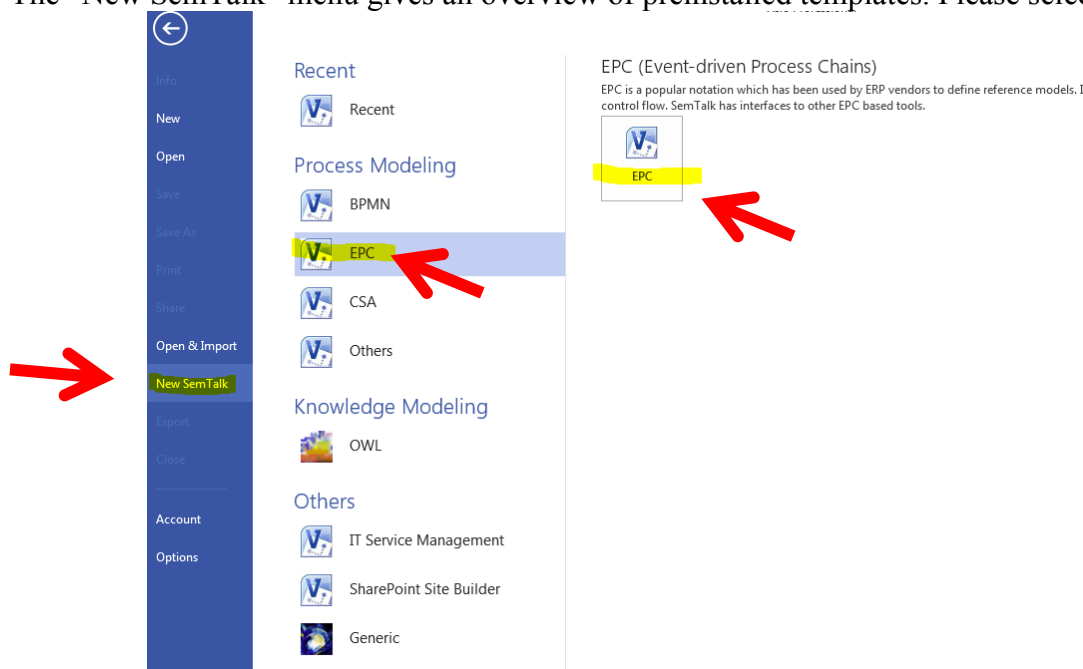 The "New SemTalk" menu gives an overview of preinstalled templates. Please selec
Info
New
Open
Save
Save As
Print
Share
Open & Import
New SemTalk
Export
Close
Account
Options
Recent
Recent
Process Modeling
BPMN
EPC
CSA
Others
Knowledge Modeling
OWL
Others
IT Service Management
SharePoint Site Builder
Generic
EPC (Event-driven Process Chains)
EPC is a popular notation which has been used by ERP vendors to define reference models. I
control flow. SemTalk has interfaces to other EPC based tools.
EPC